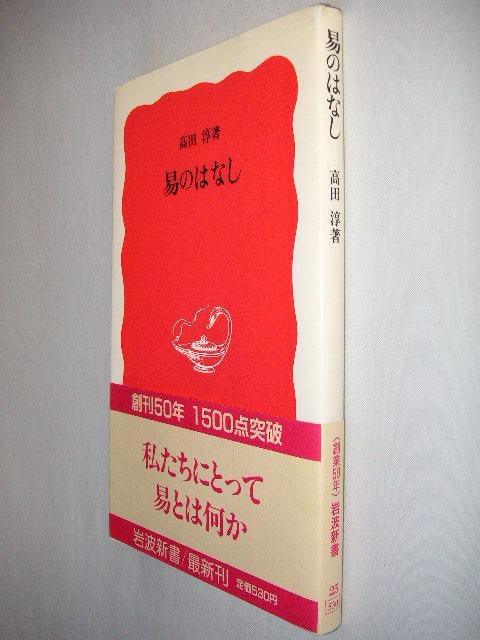 高田 淳著
易のはなし
創刊50年 1500点突破
私たちにとって
易とは何か
岩波新書/最新刊 定価530円
易のはなし
高田 淳著
〈創業50年〉岩波新書
25
530